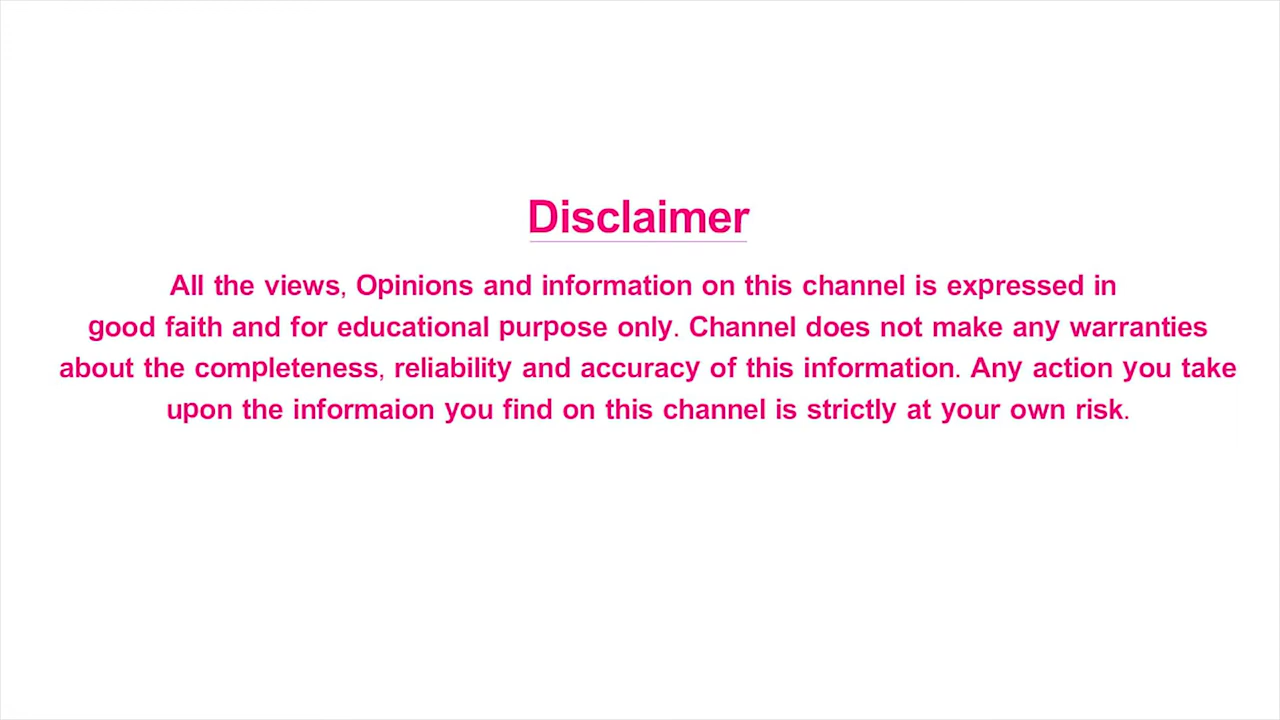 Disclaimer
All the views, Opinions and information on this channel is expressed in
good faith and for educational purpose only. Channel does not make any warranties
about the completeness, reliability and accuracy of this information. Any action you take
upon the informaion you find on this channel is strictly at your own risk.